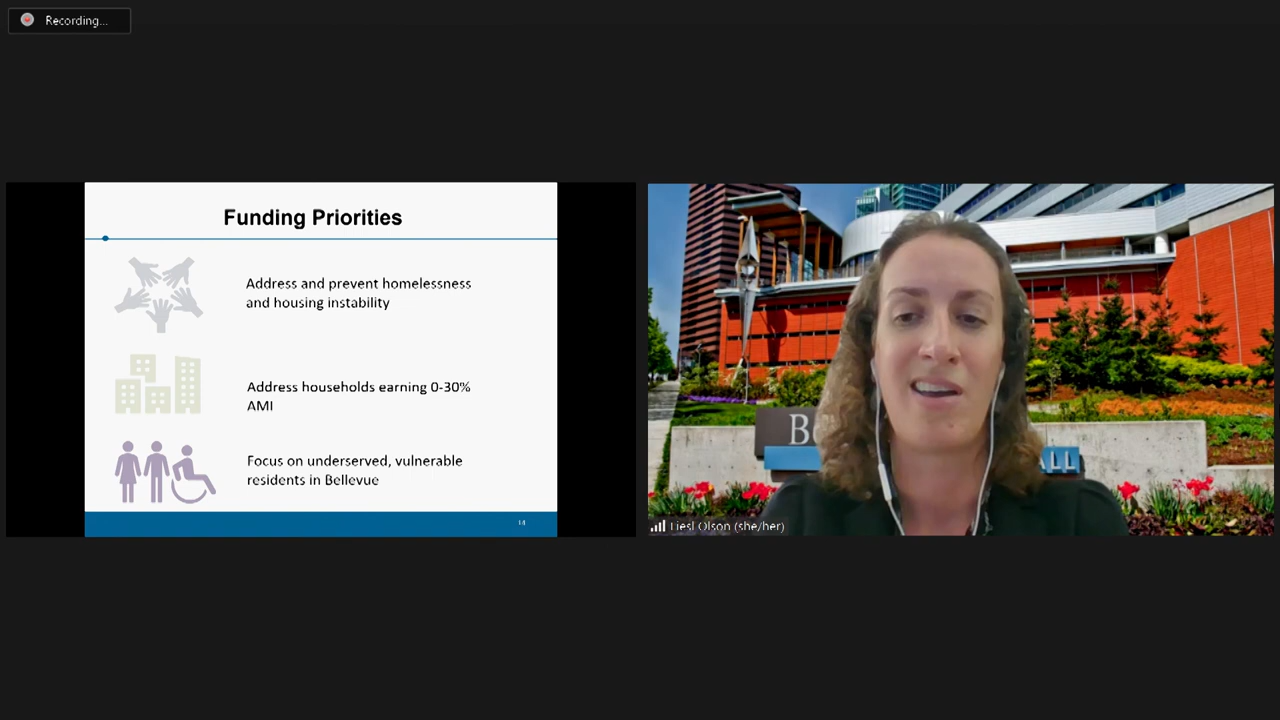 Recording...
Funding Priorities
Address and prevent homelessness
and housing instability
Address households earning 0-30%
AMI
Focus on underserved, vulnerable
residents in Bellevue
14
Liesl Olson (she/her)